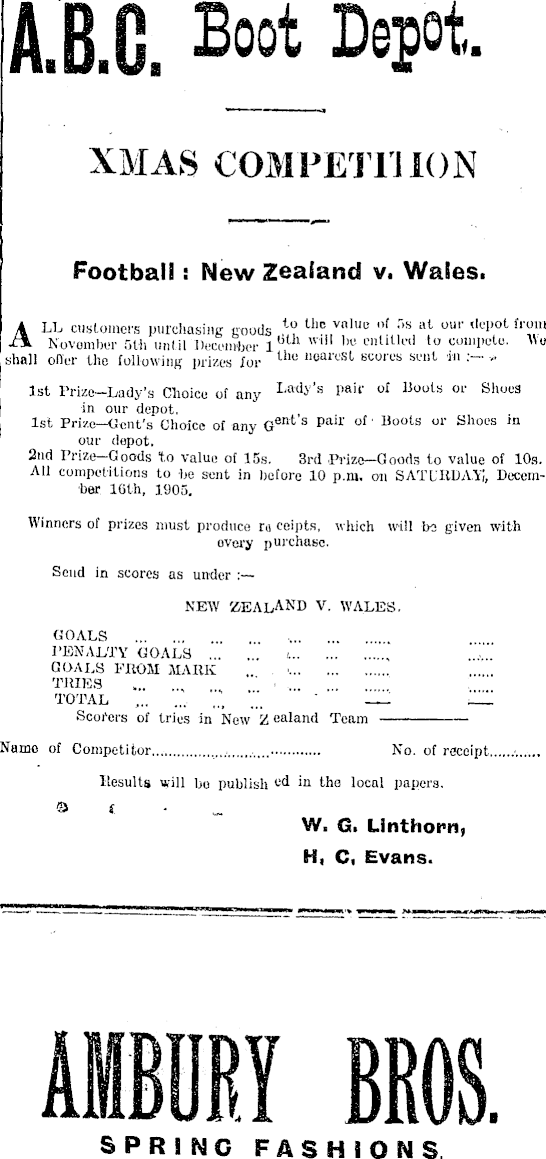 A.B.C. Boot Depot.
XMAS COMPETITION
Football : New Zealand v. Wales.
ALL customers purchasing goods to the value of 5s at our depot from
November 5th until December 16th will be entitled to compete. We
shall offer the following prizes for the nearest scores sent in :—
1st Prize—Lady's Choice of any Lady's pair of Boots or Shoes
in our depot.
1st Prize—Gent's Choice of any Gent's pair of Boots or Shoes in
our depot.
2nd Prize—Goods to value of 15s. 3rd Prize—Goods to value of 10s.
All competitions to be sent in before 10 p.m. on SATURDAY, Decem-
ber 16th, 1905.
Winners of prizes must produce receipts, which will be given with
every purchase.
Send in scores as under :—
NEW ZEALAND V. WALES.
GOALS ... ... ... ... ... ... ...... ......
PENALTY GOALS ... ... ... ... ...... ......
GOALS FROM MARK ... ... ... ...... ......
TRIES ... ... ... ... ... ... ...... ......
TOTAL ... ... ... ... — —
Scorers of tries in New Zealand Team ————
Name of Competitor..................................... No. of receipt............
Results will be published in the local papers.
W. G. Linthorn,
H, C, Evans.
AMBURY BROS.
SPRING FASHIONS.